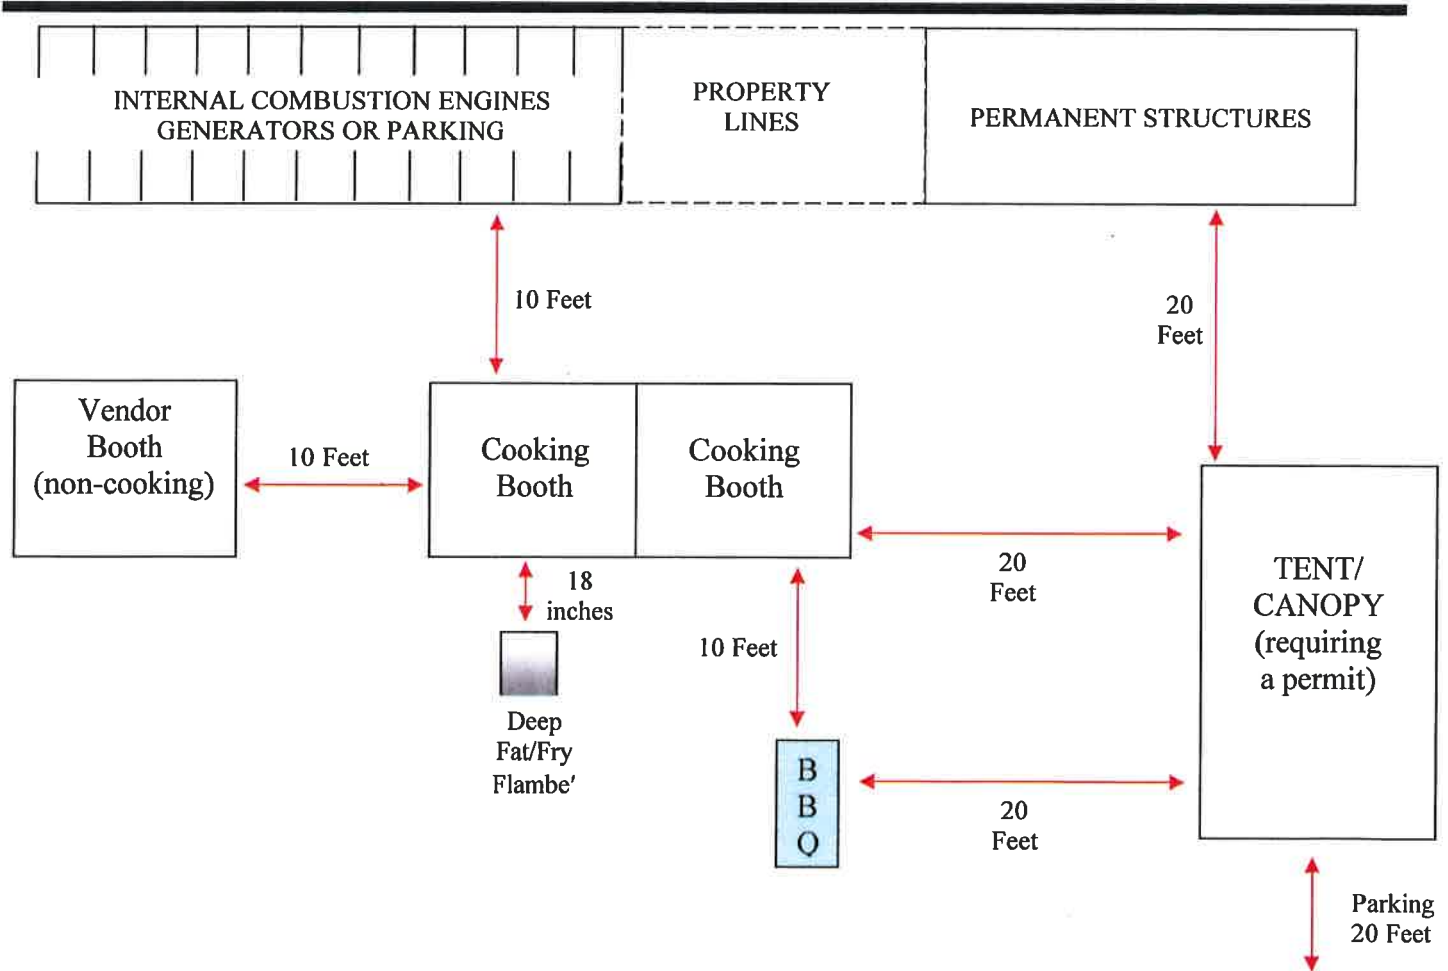 INTERNAL COMBUSTION ENGINES
GENERATORS OR PARKING
PROPERTY
LINES
PERMANENT STRUCTURES
10 Feet
20
Feet
Vendor
Booth
(non-cooking)
10 Feet
Cooking
Booth
Cooking
Booth
20
Feet
TENT/
CANOPY
(requiring
a permit)
18
inches
10 Feet
Deep
Fat/Fry
Flambe'
B
B
Q
20
Feet
Parking
20 Feet